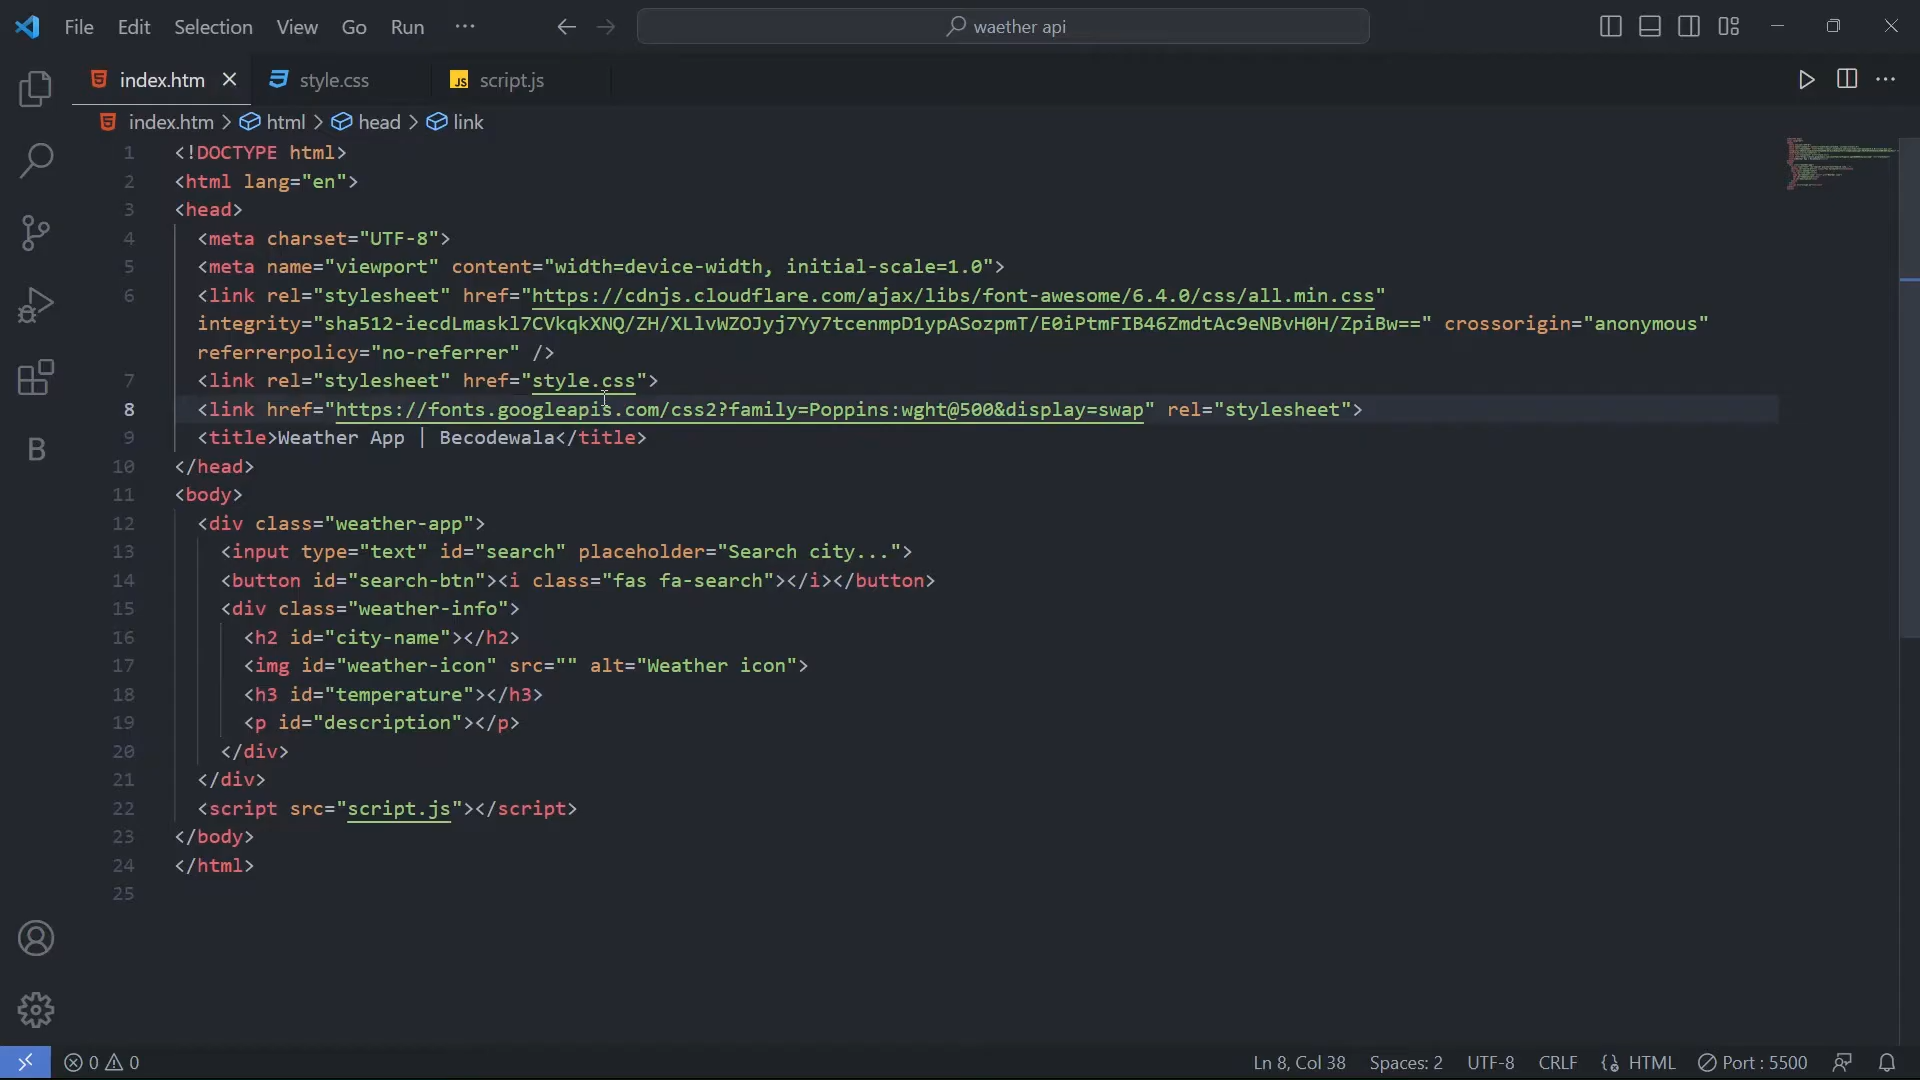 File Edit Selection View Go Run ··· waether api
index.htm style.css JS script.js
index.htm > html > head > link
1 <!DOCTYPE html>
2 <html lang="en">
3 <head>
4 <meta charset="UTF-8">
5 <meta name="viewport" content="width=device-width, initial-scale=1.0">
6 <link rel="stylesheet" href="https://cdnjs.cloudflare.com/ajax/libs/font-awesome/6.4.0/css/all.min.css"
integrity="sha512-iecdLmaskl7CVkqkXNQ/ZH/XLlvWZOJyj7Yy7tcenmpD1ypASozpmT/E0iPtmFIB46ZmdtAc9eNBvH0H/ZpiBw==" crossorigin="anonymous"
referrerpolicy="no-referrer" />
7 <link rel="stylesheet" href="style.css">
8 <link href="https://fonts.googleapis.com/css2?family=Poppins:wght@500&display=swap" rel="stylesheet">
9 <title>Weather App | Becodewala</title>
10 </head>
11 <body>
12 <div class="weather-app">
13 <input type="text" id="search" placeholder="Search city...">
14 <button id="search-btn"><i class="fas fa-search"></i></button>
15 <div class="weather-info">
16 <h2 id="city-name"></h2>
17 <img id="weather-icon" src="" alt="Weather icon">
18 <h3 id="temperature"></h3>
19 <p id="description"></p>
20 </div>
21 </div>
22 <script src="script.js"></script>
23 </body>
24 </html>
25
B
0 0 Ln 8, Col 38 Spaces: 2 UTF-8 CRLF HTML Port : 5500